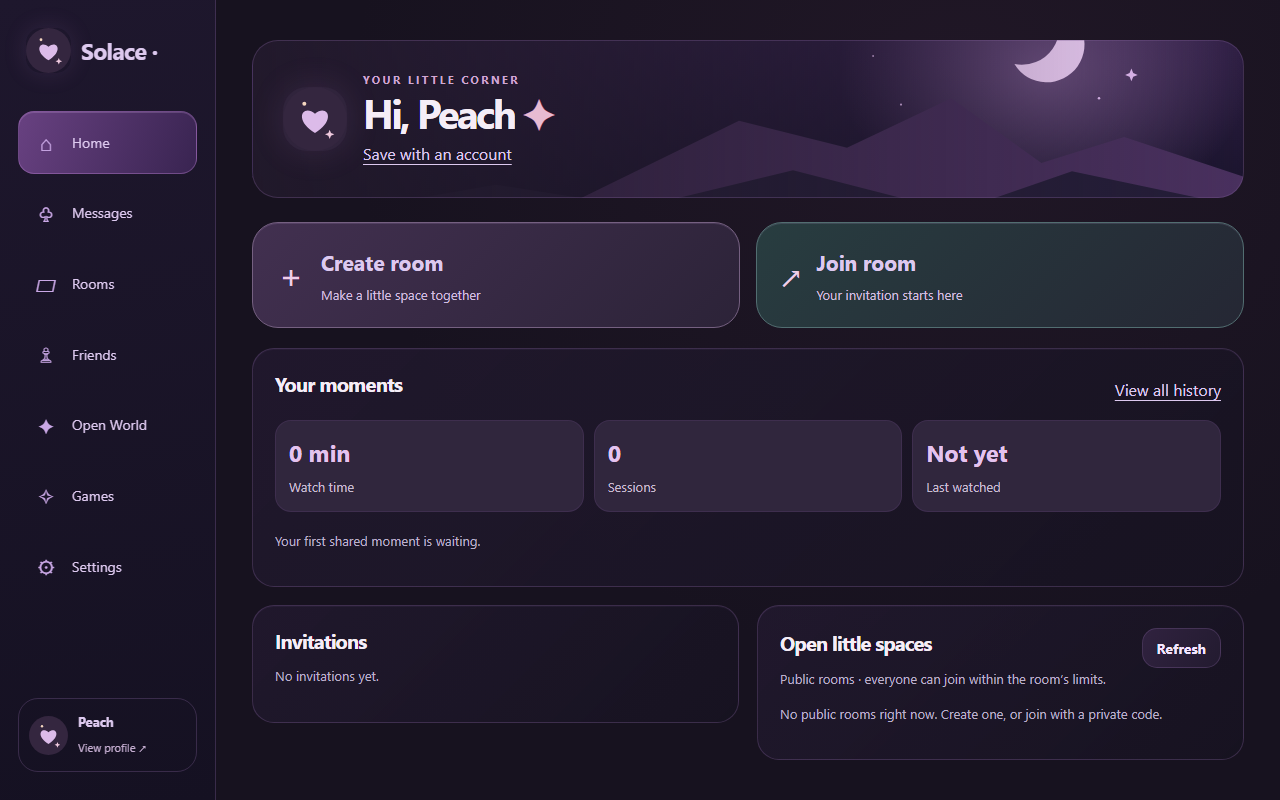 Solace ·
Home
Messages
Rooms
Friends
Open World
Games
Settings
Peach
View profile ↗
YOUR LITTLE CORNER
Hi, Peach
Save with an account
Create room
Make a little space together
Join room
Your invitation starts here
Your moments
View all history
0 min
Watch time
0
Sessions
Not yet
Last watched
Your first shared moment is waiting.
Invitations
No invitations yet.
Open little spaces
Refresh
Public rooms · everyone can join within the room's limits.
No public rooms right now. Create one, or join with a private code.